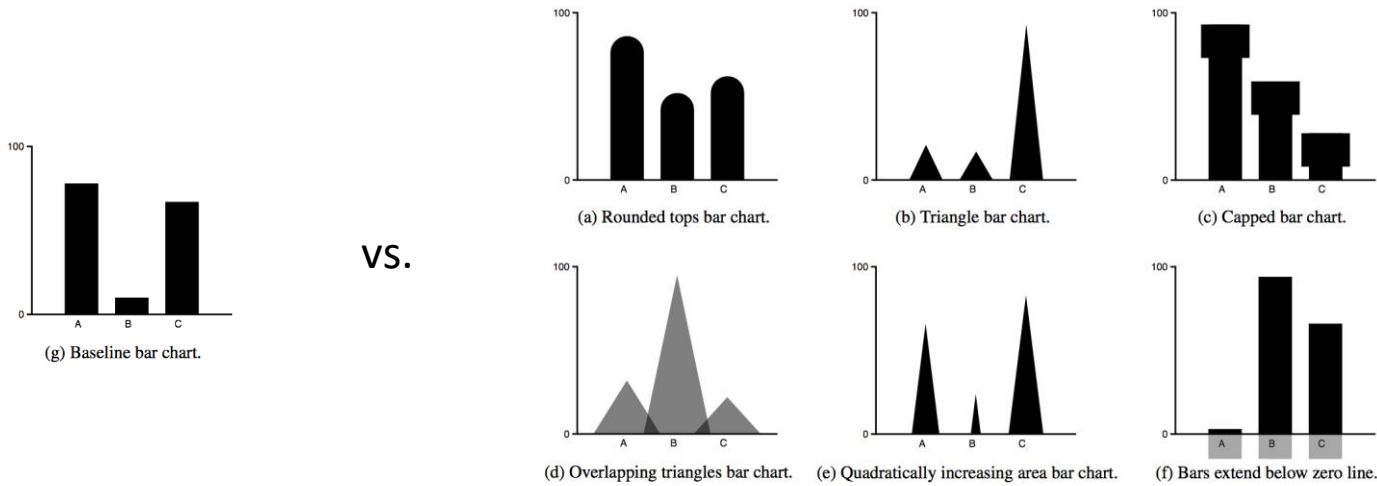 100
0
A B C
(g) Baseline bar chart.
vs.
100
0
A B C
(a) Rounded tops bar chart.
100
0
A B C
(b) Triangle bar chart.
100
0
A B C
(c) Capped bar chart.
100
0
A B C
(d) Overlapping triangles bar chart.
100
0
A B C
(e) Quadratically increasing area bar chart.
100
0
A B C
(f) Bars extend below zero line.